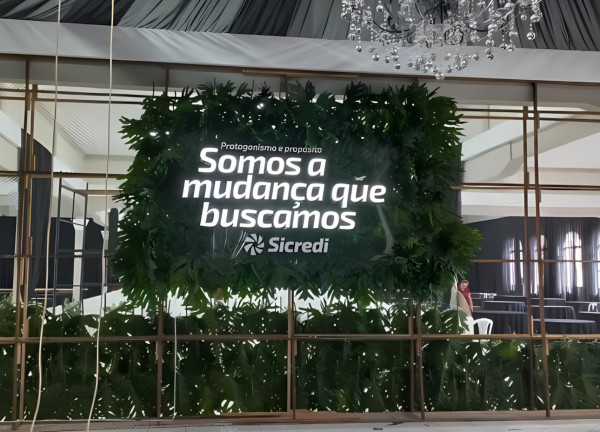 Protagonismo e propósito
Somos a
mudança que
buscamos
Sicredi